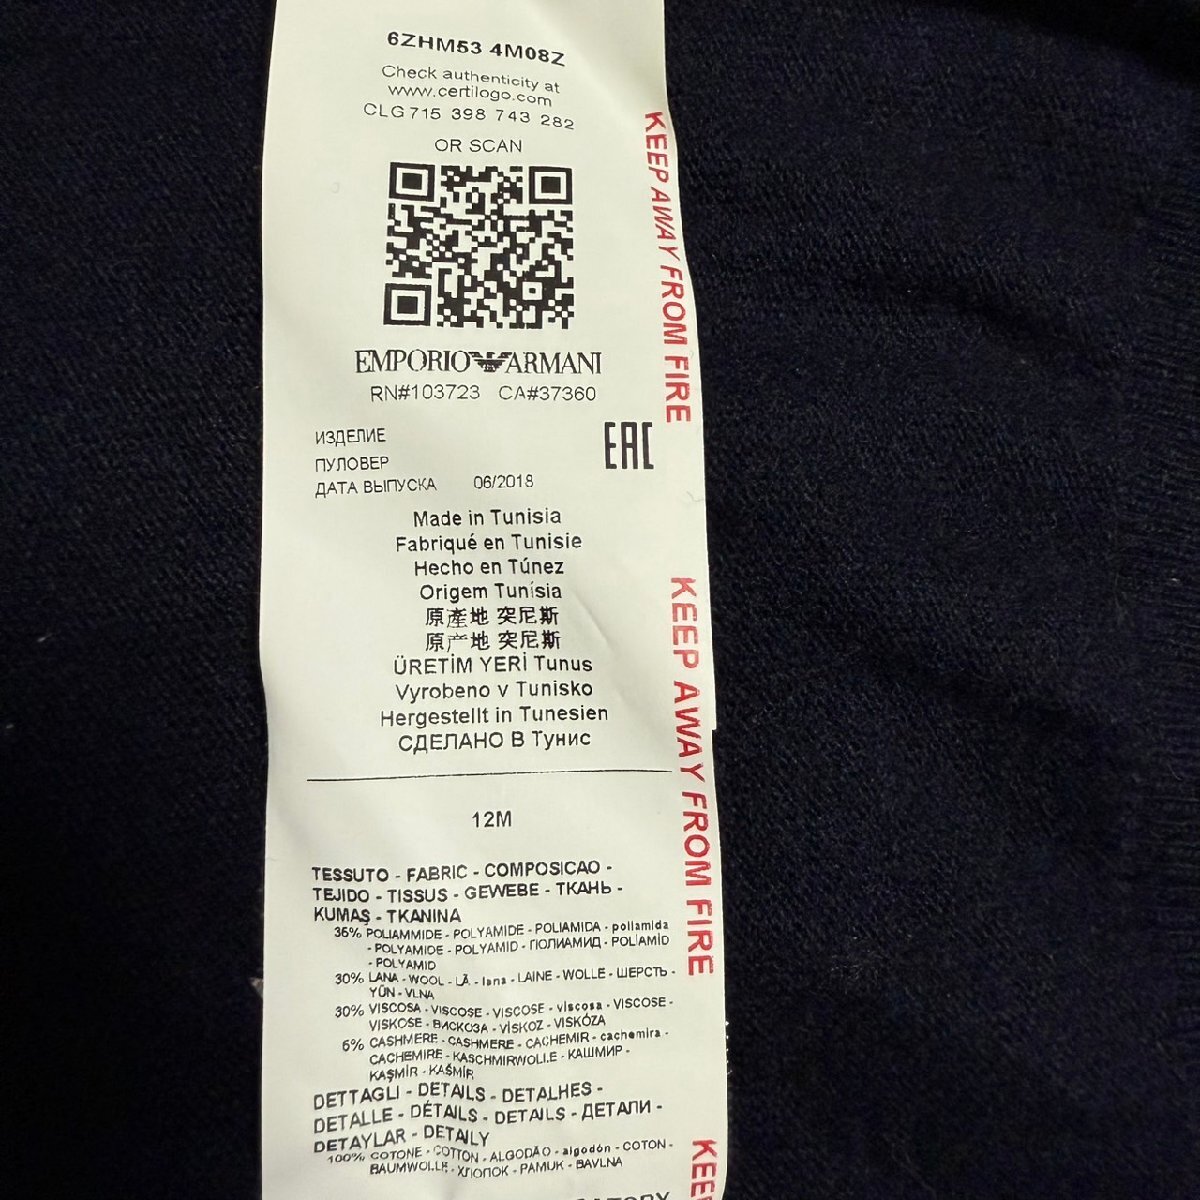 6ZHM53 4M08Z
Check authenticity at
www.certilogo.com
CLG 715 398 743 282
OR SCAN
EMPORIO ARMANI
RN#103723 CA#37360
ИЗДЕЛИЕ
ПУЛОВЕР
ДАТА ВЫПУСКА 06/2018
EAC
Made in Tunisia
Fabriqué en Tunisie
Hecho en Túnez
Origem Tunísia
原產地 突尼斯
原产地 突尼斯
ÜRETİM YERİ Tunus
Vyrobeno v Tunisko
Hergestellt in Tunesien
СДЕЛАНО В Тунис
12M
TESSUTO - FABRIC - COMPOSICAO -
TEJIDO - TISSUS - GEWEBE - ТКАНЬ -
KUMAŞ - TKANINA
36% POLIAMMIDE - POLYAMIDE - POLIAMIDA - poliamida
- POLYAMIDE - POLYAMID - ПОЛИАМИД - POLİAMİD
- POLYAMID
30% LANA - WOOL - LÃ - lana - LAINE - WOLLE - ШЕРСТЬ -
YÜN - VLNA
30% VISCOSA - VISCOSE - VISCOSE - viscosa - VISCOSE -
VISKOSE - ВАСКОЗА - VİSKOZ - VISKÓZA
6% CASHMERE - CASHMERE - CACHEMIR - cachemira -
CACHEMIRE - KASCHMIRWOLLE - КАШМИР -
KAŞMİR - KAŠMÍR
DETTAGLI - DETAILS - DETALHES -
DETALLE - DÉTAILS - DETAILS - ДЕТАЛИ -
DETAYLAR - DETAILY
100% COTONE - COTTON - ALGODÃO - algodón - COTON -
BAUMWOLLE - ХЛОПОК - PAMUK - BAVLNA
KEEP AWAY FROM FIRE
KEEP AWAY FROM FIRE